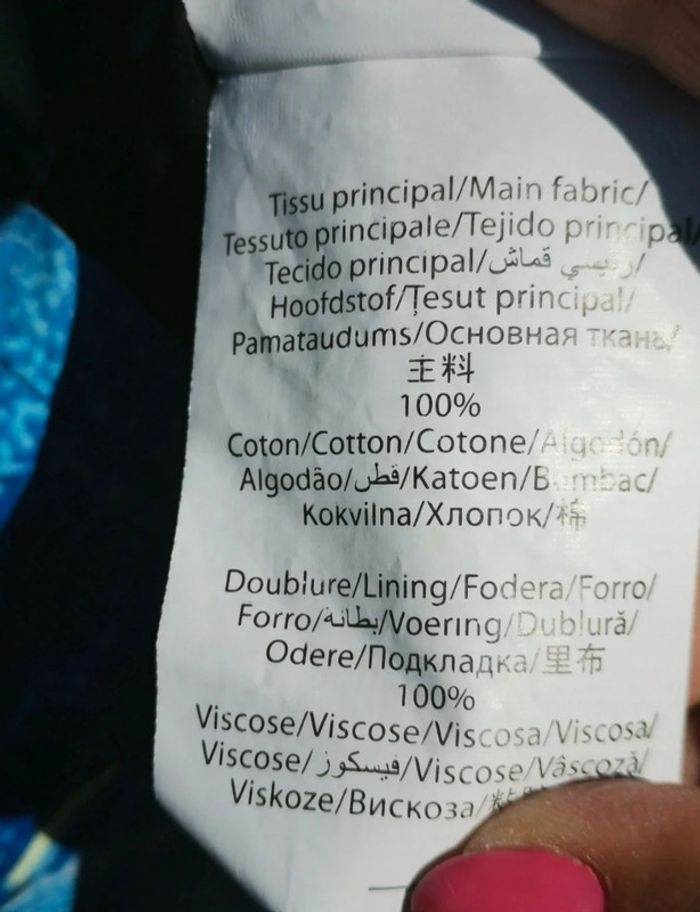 Tissu principal/Main fabric/
Tessuto principale/Tejido principal/
Tecido principal/رييسي قماش/
Hoofdstof/Țesut principal/
Pamataudums/Основная ткань/
主料
100%
Coton/Cotton/Cotone/Algodón/
Algodão/قطن/Katoen/Bumbac/
Kokvilna/Хлопок/棉
Doublure/Lining/Fodera/Forro/
Forro/بطانة/Voering/Dublură/
Odere/Подкладка/里布
100%
Viscose/Viscose/Viscosa/Viscosa/
Viscose/فيسكوز/Viscose/Vâscoză/
Viskoze/Вискоза/